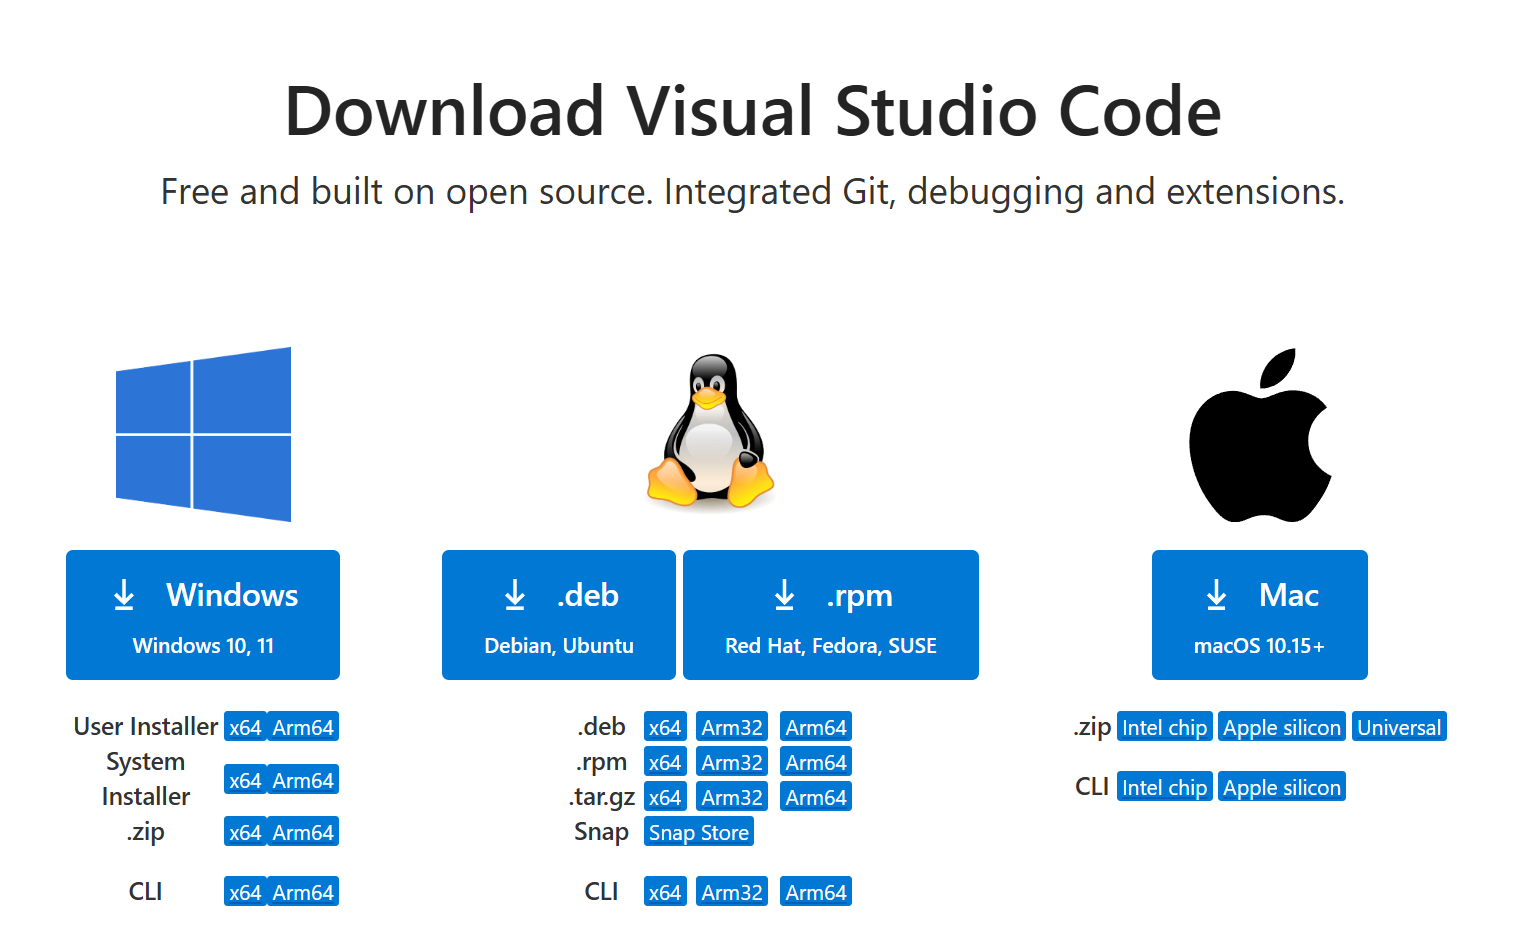 Download Visual Studio Code
Free and built on open source. Integrated Git, debugging and extensions.
Windows
Windows 10, 11
User Installer x64 Arm64
System Installer x64 Arm64
.zip x64 Arm64
CLI x64 Arm64
.deb
Debian, Ubuntu
.rpm
Red Hat, Fedora, SUSE
.deb x64 Arm32 Arm64
.rpm x64 Arm32 Arm64
.tar.gz x64 Arm32 Arm64
Snap Snap Store
CLI x64 Arm32 Arm64
Mac
macOS 10.15+
.zip Intel chip Apple silicon Universal
CLI Intel chip Apple silicon